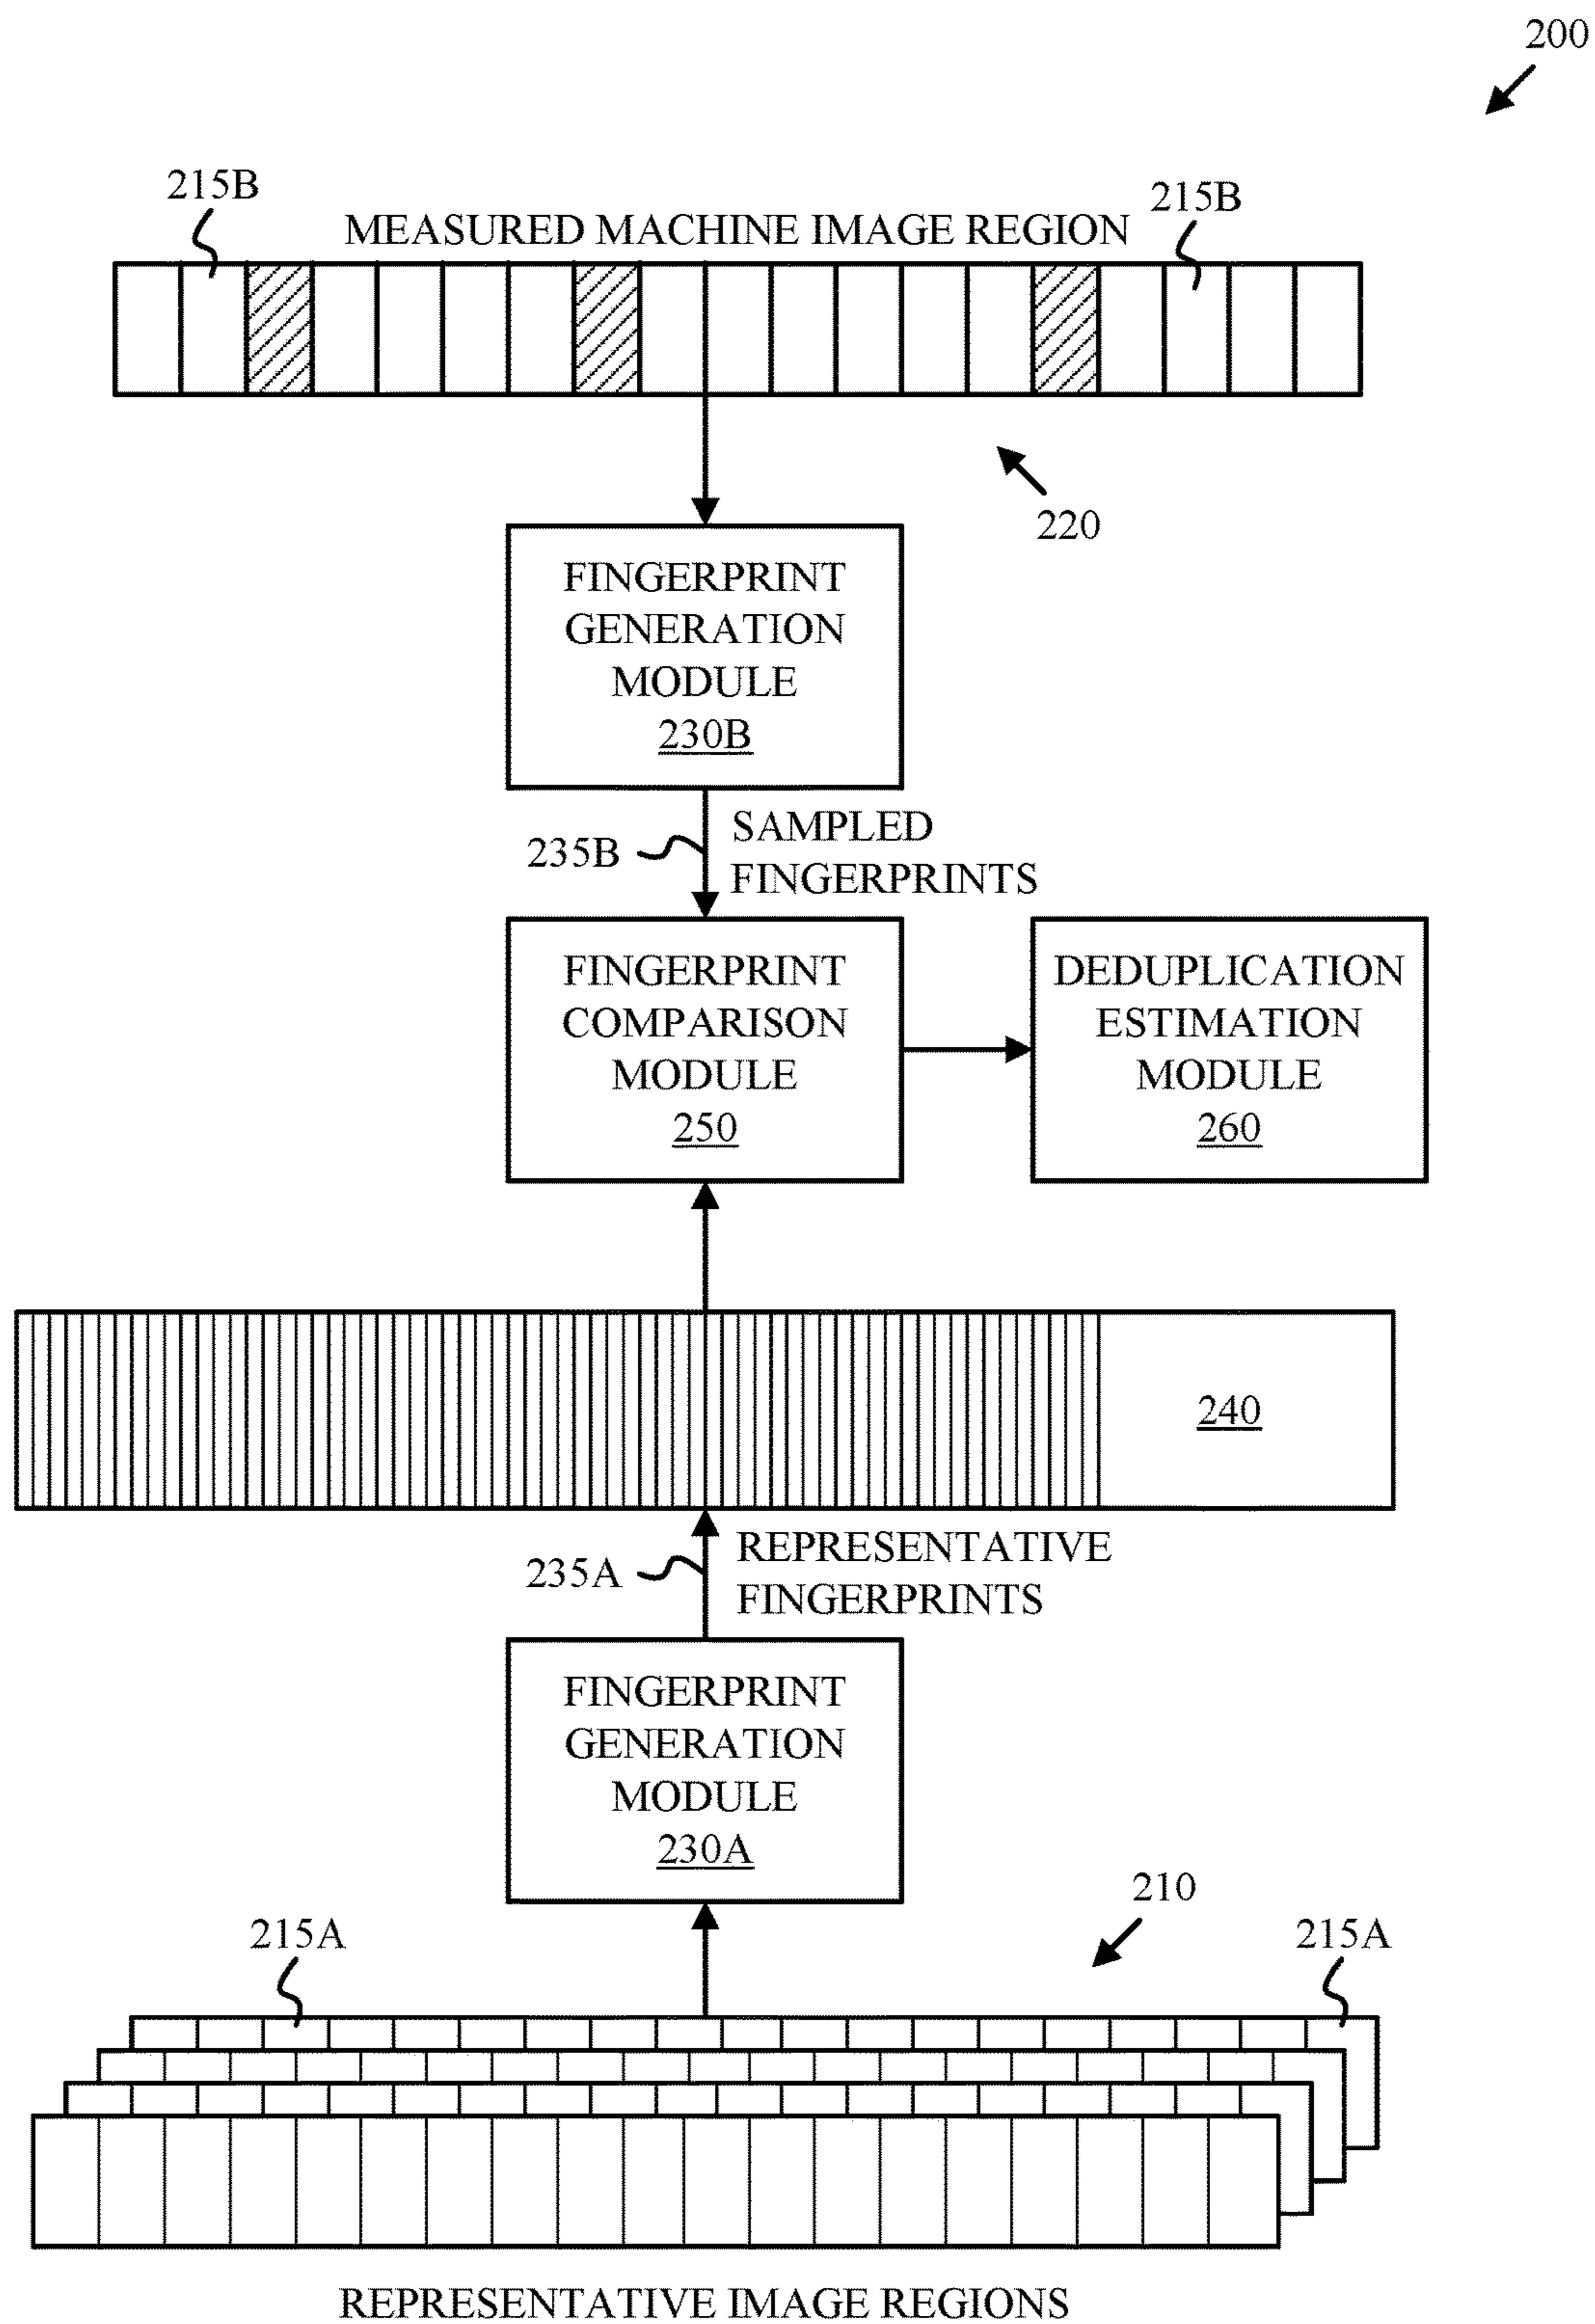 200
215B
215B
MEASURED MACHINE IMAGE REGION
220
FINGERPRINT
GENERATION
MODULE
230B
235B
SAMPLED
FINGERPRINTS
FINGERPRINT
COMPARISON
MODULE
250
DEDUPLICATION
ESTIMATION
MODULE
260
240
235A
REPRESENTATIVE
FINGERPRINTS
FINGERPRINT
GENERATION
MODULE
230A
210
215A
215A
REPRESENTATIVE IMAGE REGIONS